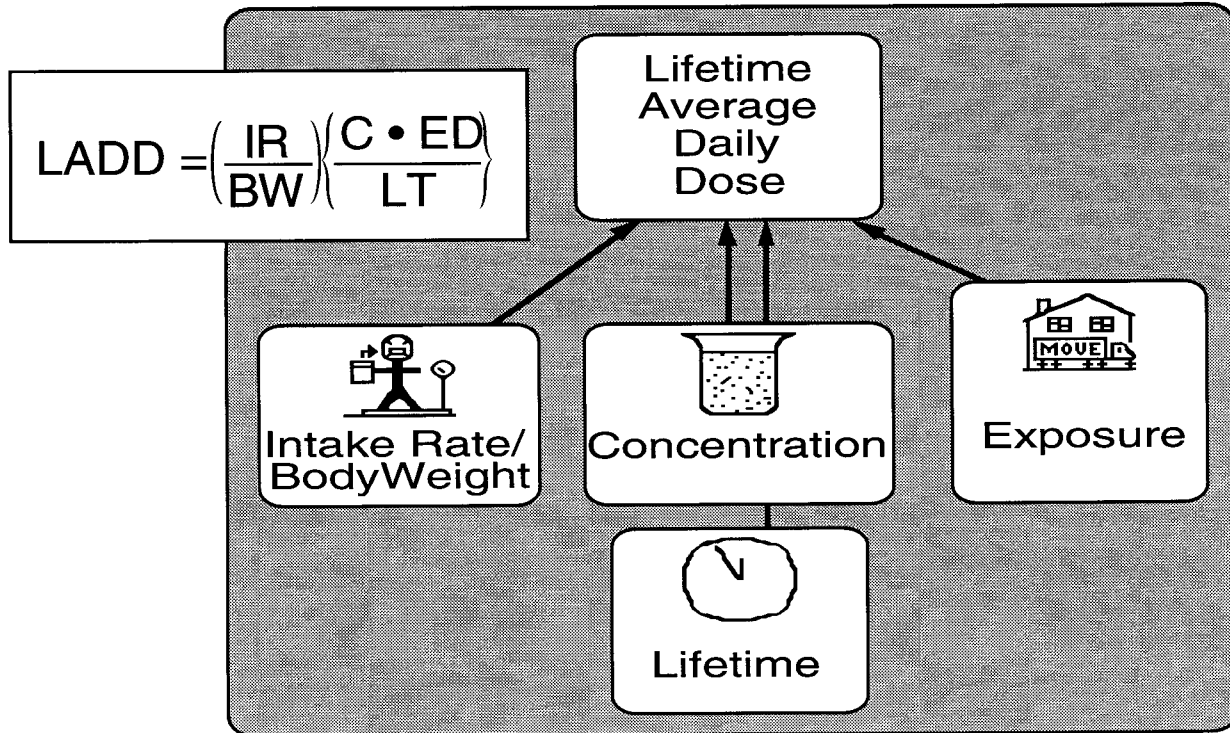 LADD = (IR/BW){C • ED/LT}
Lifetime
Average
Daily
Dose
Intake Rate/
BodyWeight
Concentration
MOVE
Exposure
Lifetime